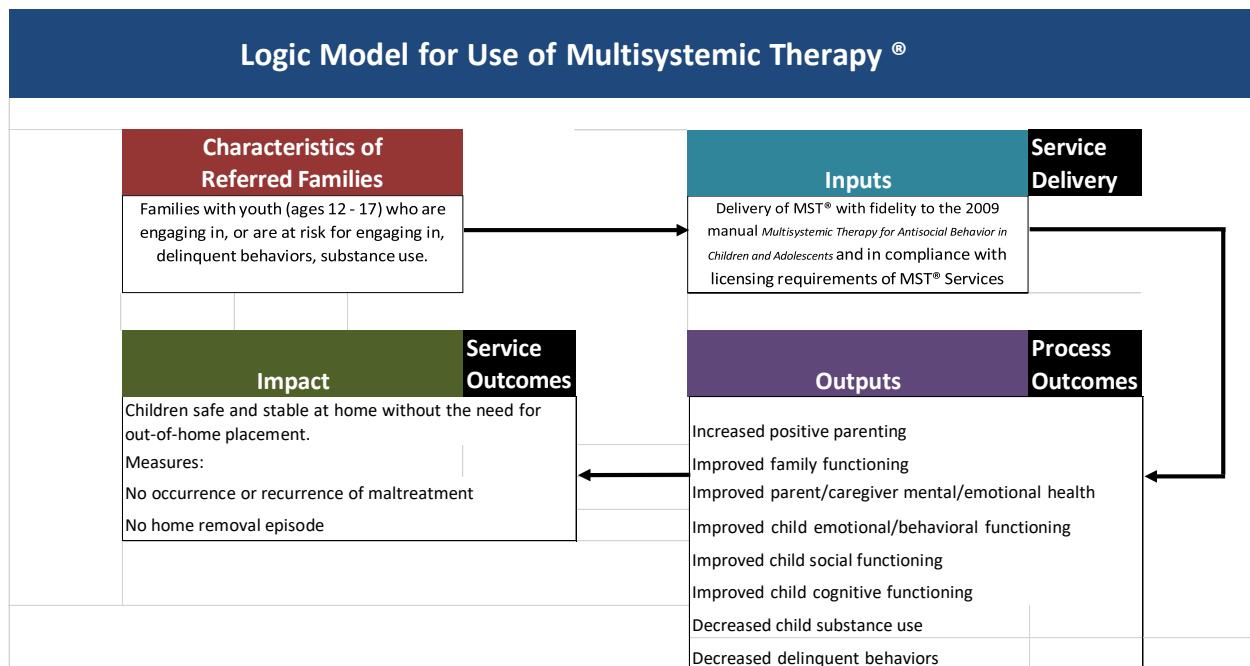 Logic Model for Use of Multisystemic Therapy ®
Characteristics of
Referred Families
Families with youth (ages 12 - 17) who are
engaging in, or are at risk for engaging in,
delinquent behaviors, substance use.
Inputs
Service
Delivery
Delivery of MST® with fidelity to the 2009
manual Multisystemic Therapy for Antisocial Behavior in
Children and Adolescents and in compliance with
licensing requirements of MST® Services
Impact
Service
Outcomes
Children safe and stable at home without the need for
out-of-home placement.
Measures:
No occurrence or recurrence of maltreatment
No home removal episode
Outputs
Process
Outcomes
Increased positive parenting
Improved family functioning
Improved parent/caregiver mental/emotional health
Improved child emotional/behavioral functioning
Improved child social functioning
Improved child cognitive functioning
Decreased child substance use
Decreased delinquent behaviors